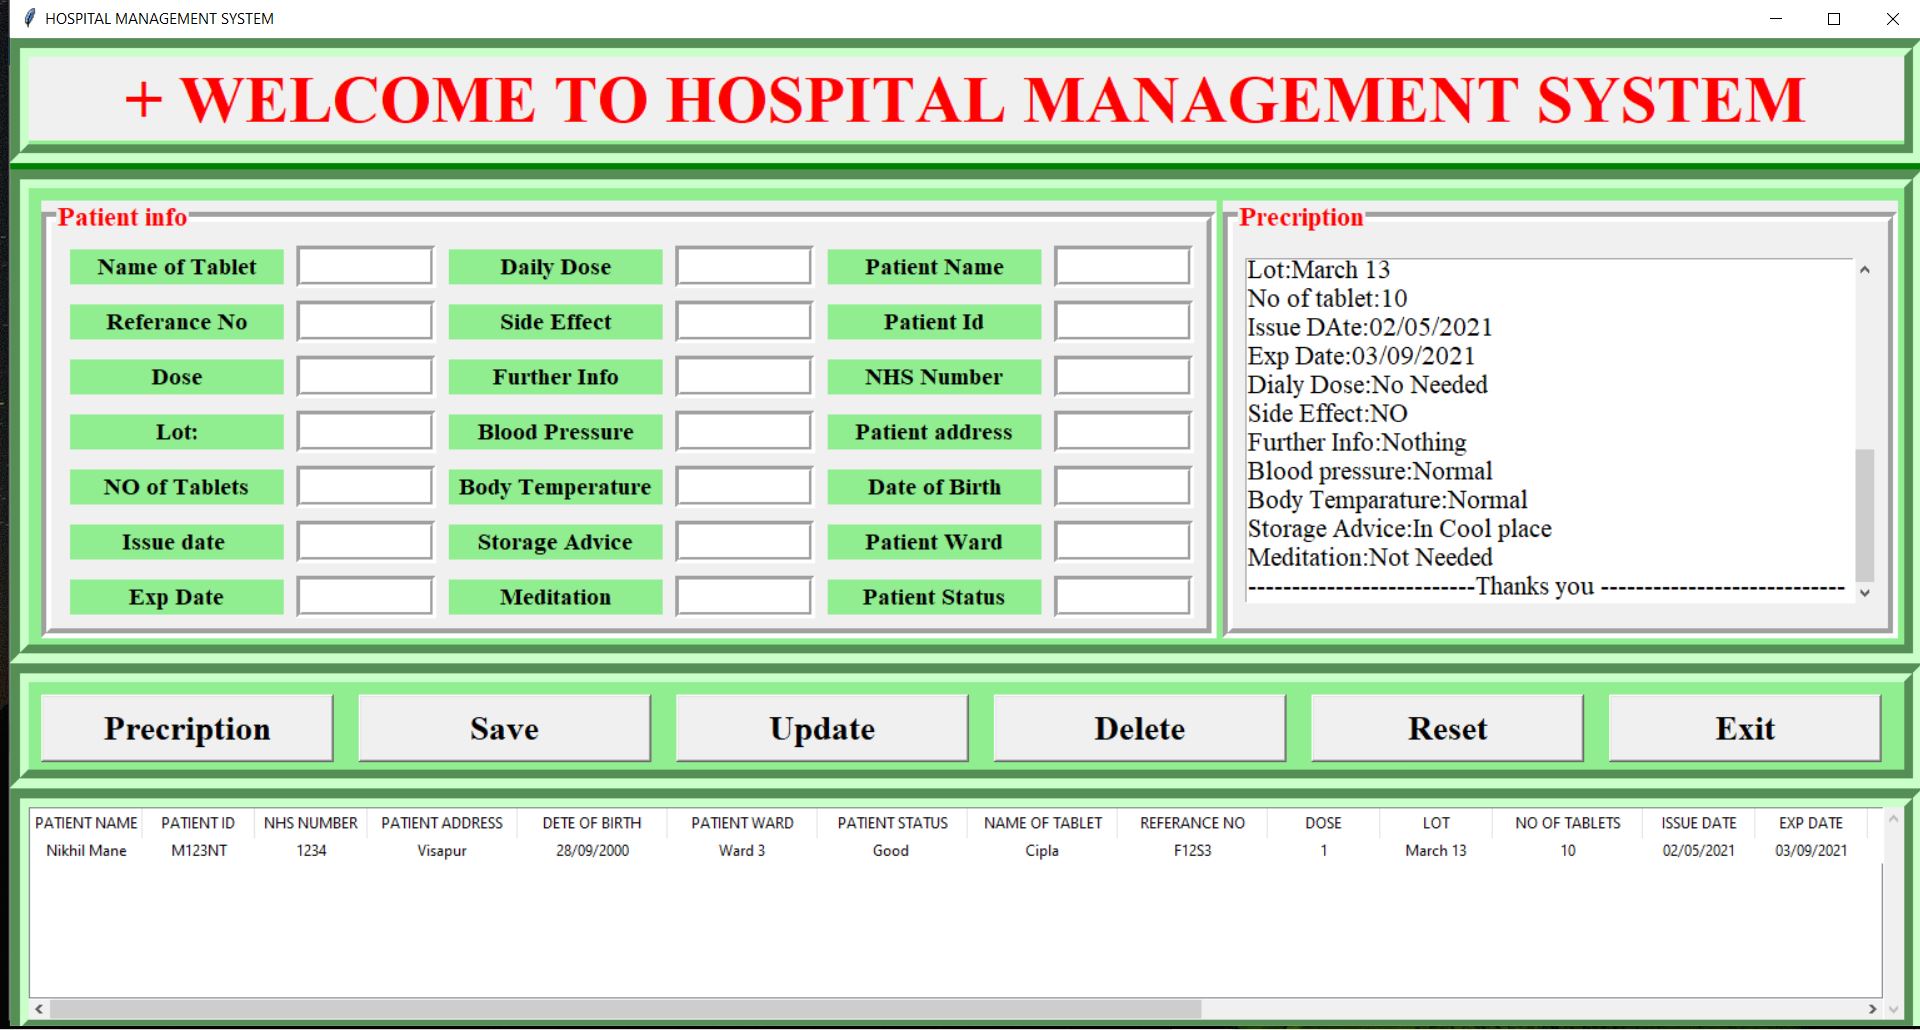 HOSPITAL MANAGEMENT SYSTEM
+ WELCOME TO HOSPITAL MANAGEMENT SYSTEM
Patient info
Name of Tablet Daily Dose Patient Name
Referance No Side Effect Patient Id
Dose Further Info NHS Number
Lot: Blood Pressure Patient address
NO of Tablets Body Temperature Date of Birth
Issue date Storage Advice Patient Ward
Exp Date Meditation Patient Status
Precription
Lot:March 13
No of tablet:10
Issue DAte:02/05/2021
Exp Date:03/09/2021
Dialy Dose:No Needed
Side Effect:NO
Further Info:Nothing
Blood pressure:Normal
Body Temparature:Normal
Storage Advice:In Cool place
Meditation:Not Needed
--------------------------Thanks you ----------------------------
Precription Save Update Delete Reset Exit
PATIENT NAME PATIENT ID NHS NUMBER PATIENT ADDRESS DETE OF BIRTH PATIENT WARD PATIENT STATUS NAME OF TABLET REFERANCE NO DOSE LOT NO OF TABLETS ISSUE DATE EXP DATE
Nikhil Mane M123NT 1234 Visapur 28/09/2000 Ward 3 Good Cipla F12S3 1 March 13 10 02/05/2021 03/09/2021